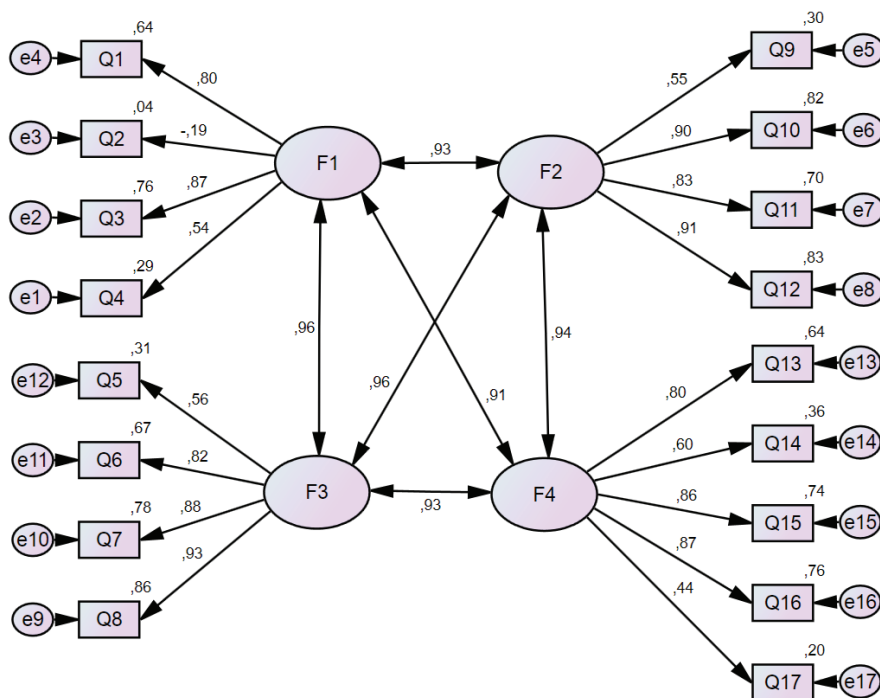 ,64
e4 Q1
,80
,04
e3 Q2
-,19
,76
e2 Q3
,87
,29
e1 Q4
,54
F1
,93
F2
,30
Q9 e5
,55
,82
Q10 e6
,90
,70
Q11 e7
,83
,83
Q12 e8
,91
,96
,96
,91
,94
,31
e12 Q5
,56
,67
e11 Q6
,82
,78
e10 Q7
,88
,86
e9 Q8
,93
F3
,93
F4
,64
Q13 e13
,80
,36
Q14 e14
,60
,74
Q15 e15
,86
,76
Q16 e16
,87
,20
Q17 e17
,44